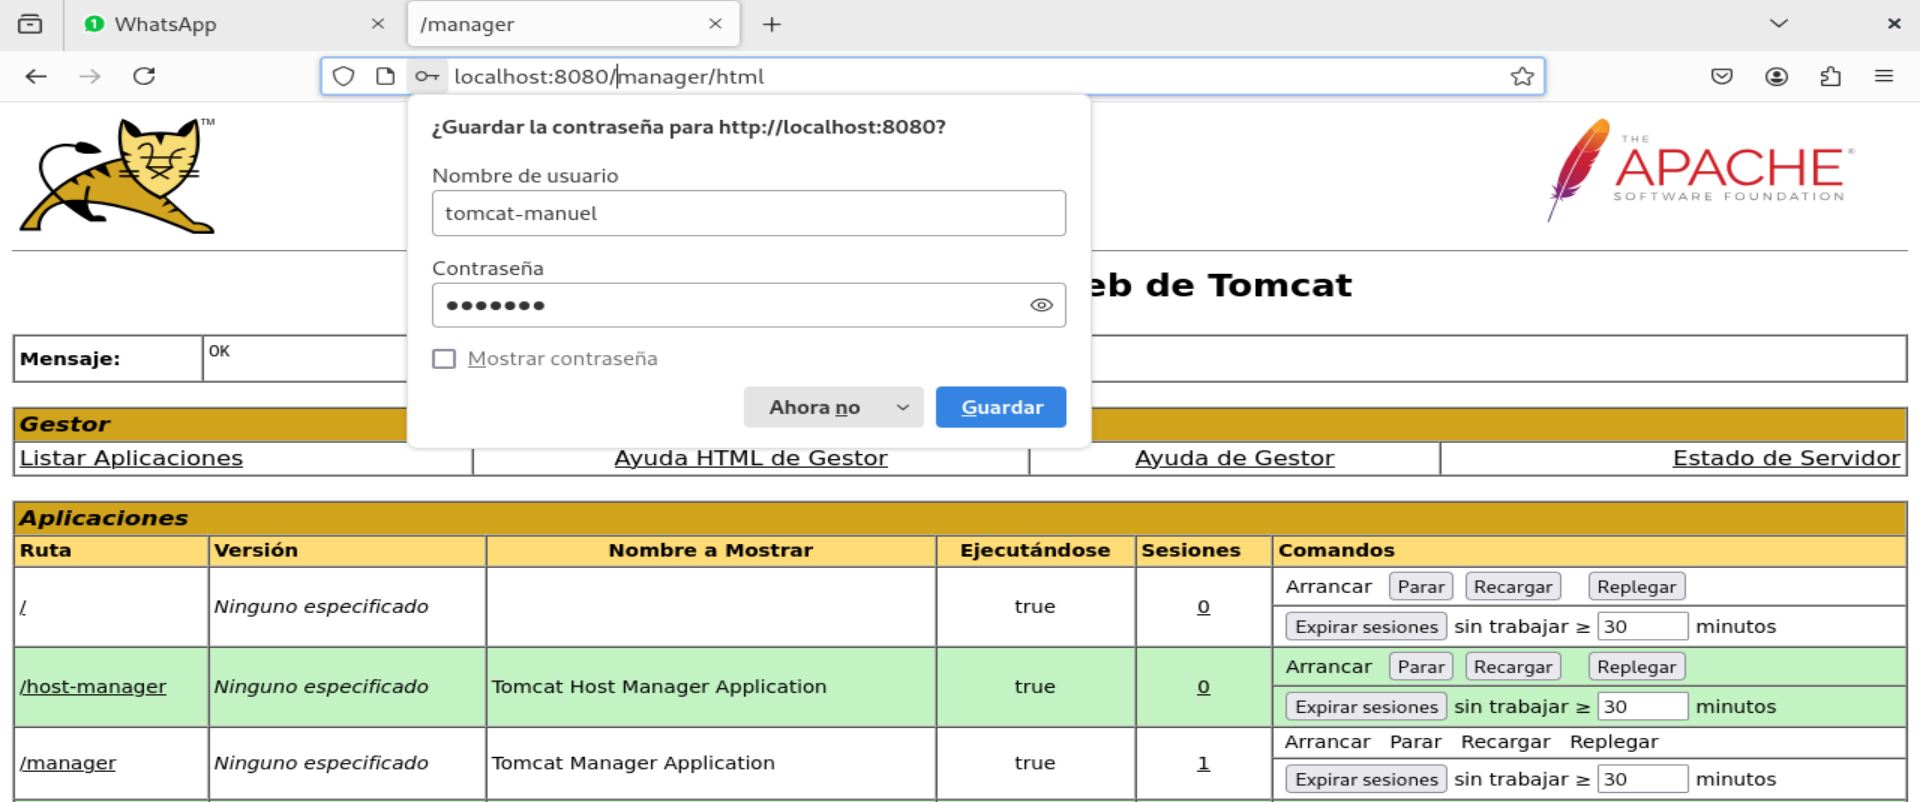 1 WhatsApp
/manager
localhost:8080/manager/html
TM
¿Guardar la contraseña para http://localhost:8080?
Nombre de usuario
tomcat-manuel
Contraseña
•••••••
Mostrar contraseña
Ahora no
Guardar
THE
APACHE®
SOFTWARE FOUNDATION
eb de Tomcat
Mensaje: OK
Gestor
Listar Aplicaciones Ayuda HTML de Gestor Ayuda de Gestor Estado de Servidor
Aplicaciones
Ruta Versión Nombre a Mostrar Ejecutándose Sesiones Comandos
/ Ninguno especificado true 0 Arrancar Parar Recargar Replegar
Expirar sesiones sin trabajar ≥ 30 minutos
/host-manager Ninguno especificado Tomcat Host Manager Application true 0 Arrancar Parar Recargar Replegar
Expirar sesiones sin trabajar ≥ 30 minutos
/manager Ninguno especificado Tomcat Manager Application true 1 Arrancar Parar Recargar Replegar
Expirar sesiones sin trabajar ≥ 30 minutos